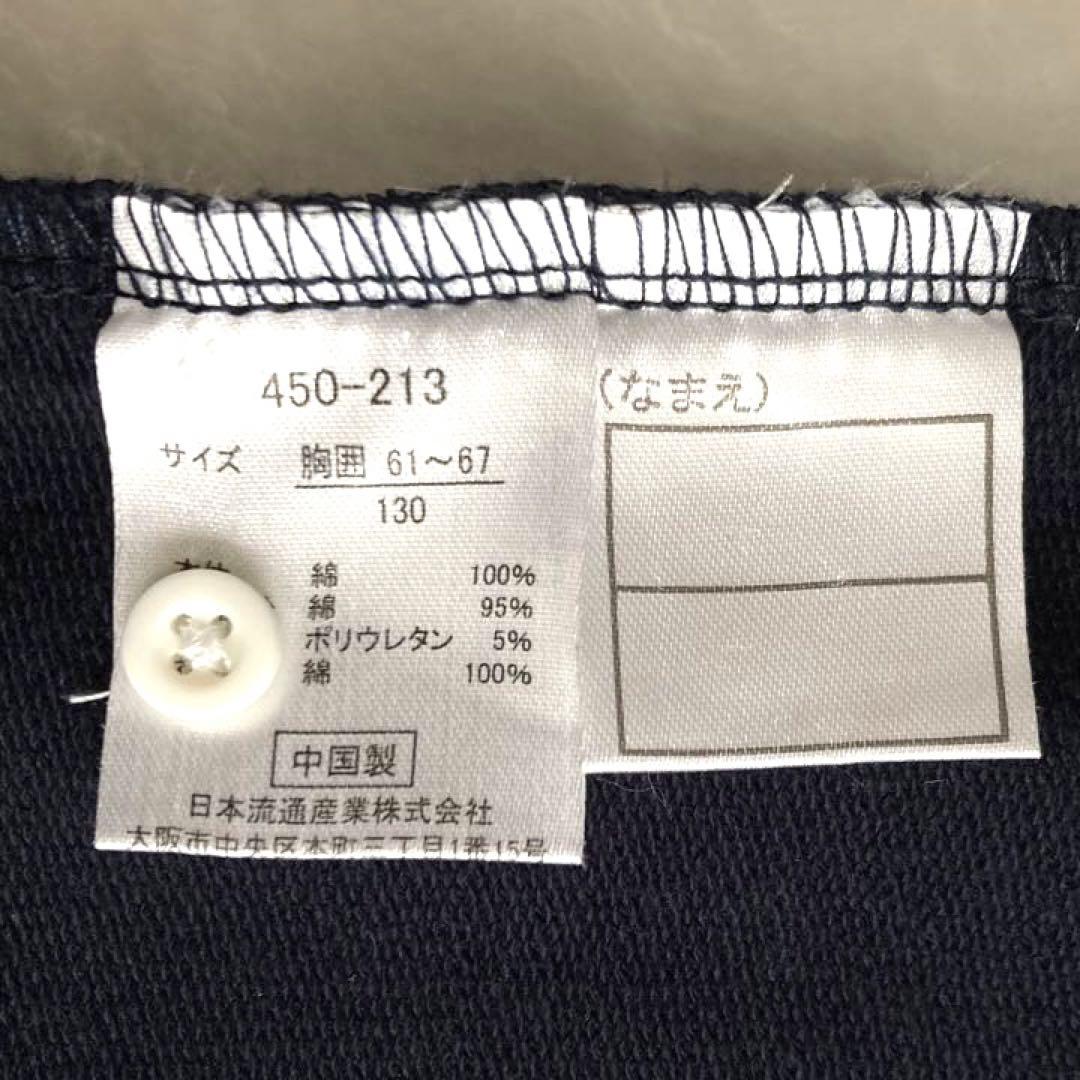 450-213
サイズ 胸囲 61～67
130
綿 100%
綿 95%
ポリウレタン 5%
綿 100%
中国製
日本流通産業株式会社
大阪市中央区本町三丁目1番15号
(なまえ)